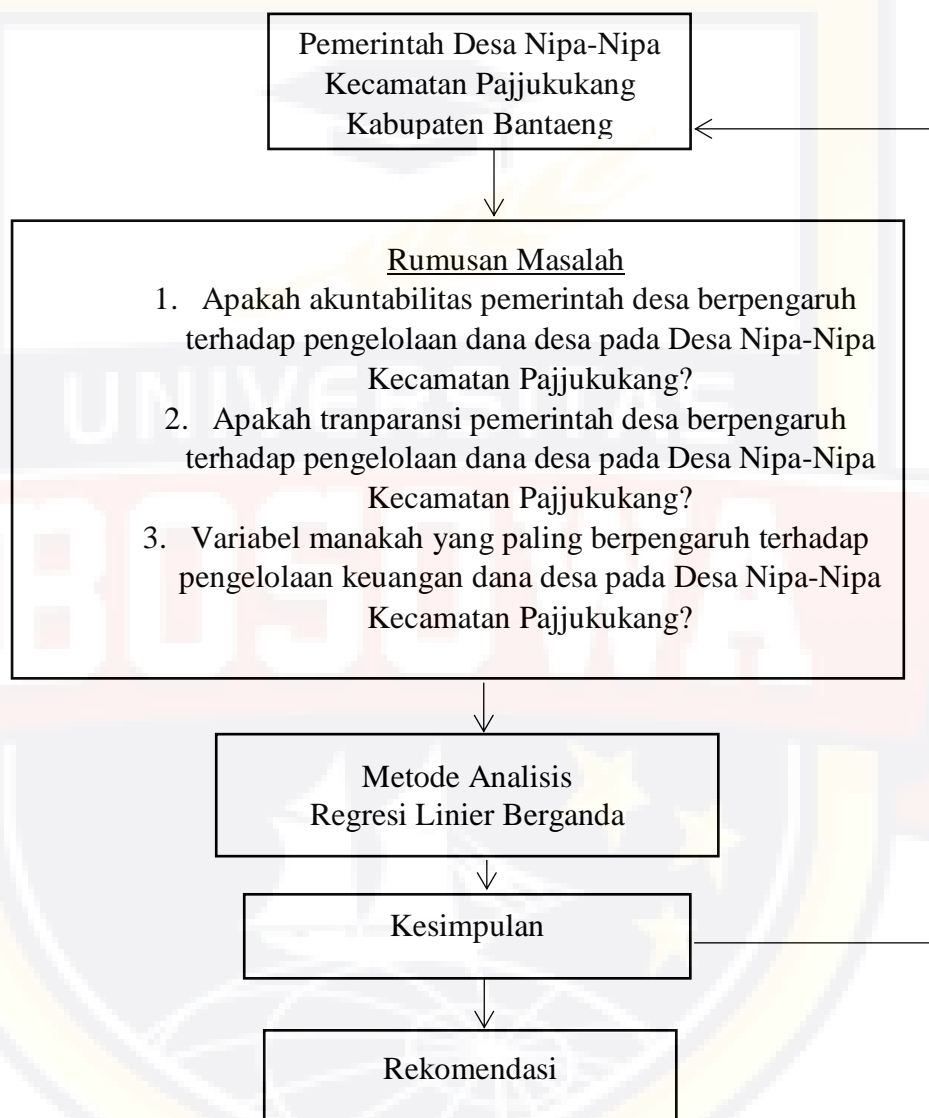 Pemerintah Desa Nipa-Nipa
Kecamatan Pajjukukang
Kabupaten Bantaeng
Rumusan Masalah
1. Apakah akuntabilitas pemerintah desa berpengaruh
terhadap pengelolaan dana desa pada Desa Nipa-Nipa
Kecamatan Pajjukukang?
2. Apakah tranparansi pemerintah desa berpengaruh
terhadap pengelolaan dana desa pada Desa Nipa-Nipa
Kecamatan Pajjukukang?
3. Variabel manakah yang paling berpengaruh terhadap
pengelolaan keuangan dana desa pada Desa Nipa-Nipa
Kecamatan Pajjukukang?
Metode Analisis
Regresi Linier Berganda
Kesimpulan
Rekomendasi
UNIVERSITAS
BOSOWA